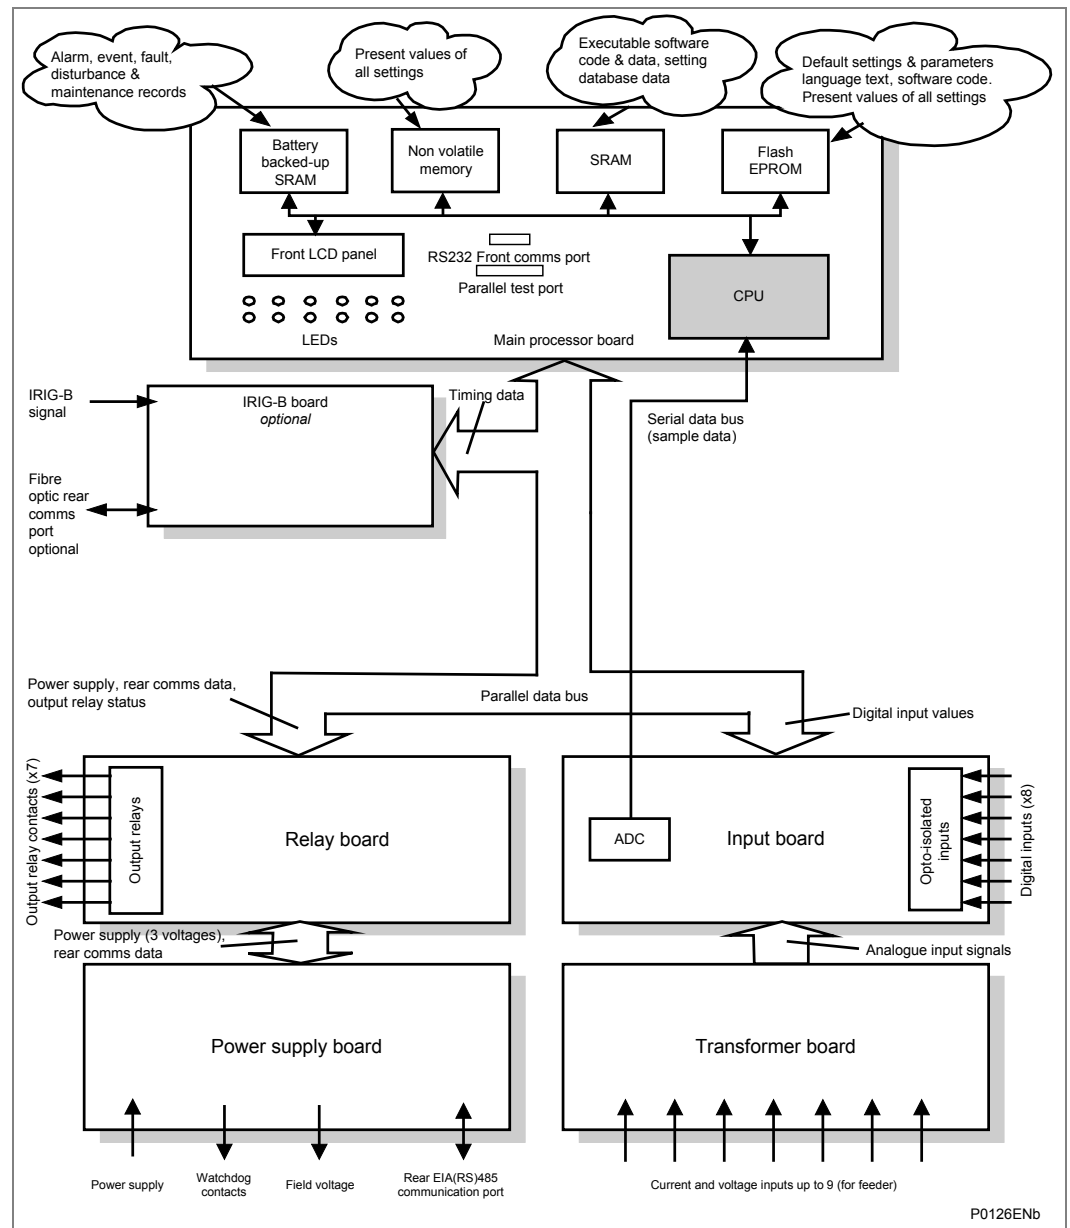 Alarm, event, fault,
disturbance &
maintenance records
Present values of
all settings
Executable software
code & data, setting
database data
Default settings & parameters
language text, software code.
Present values of all settings
Battery
backed-up
SRAM
Non volatile
memory
SRAM
Flash
EPROM
Front LCD panel
RS232 Front comms port
Parallel test port
CPU
LEDs
Main processor board
IRIG-B
signal
IRIG-B board
optional
Timing data
Serial data bus
(sample data)
Fibre
optic rear
comms
port
optional
Power supply, rear comms data,
output relay status
Parallel data bus
Digital input values
Output relay contacts (x7)
Output relays
Relay board
ADC
Input board
Opto-isolated
inputs
Digital inputs (x8)
Power supply (3 voltages),
rear comms data
Analogue input signals
Power supply board
Transformer board
Power supply
Watchdog
contacts
Field voltage
Rear EIA(RS)485
communication port
Current and voltage inputs up to 9 (for feeder)
P0126ENb